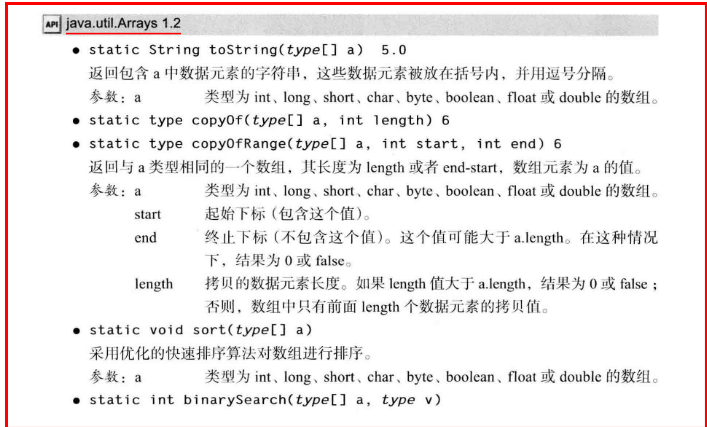 API java.util.Arrays 1.2
● static String toString(type[] a) 5.0
返回包含 a 中数据元素的字符串，这些数据元素被放在括号内，并用逗号分隔。
参数：a 类型为 int、long、short、char、byte、boolean、float 或 double 的数组。
● static type copyOf(type[] a, int length) 6
● static type copyOfRange(type[] a, int start, int end) 6
返回与 a 类型相同的一个数组，其长度为 length 或者 end-start，数组元素为 a 的值。
参数：a 类型为 int、long、short、char、byte、boolean、float 或 double 的数组。
start 起始下标（包含这个值）。
end 终止下标（不包含这个值）。这个值可能大于 a.length。在这种情况
下，结果为 0 或 false。
length 拷贝的数据元素长度。如果 length 值大于 a.length，结果为 0 或 false；
否则，数组中只有前面 length 个数据元素的拷贝值。
● static void sort(type[] a)
采用优化的快速排序算法对数组进行排序。
参数：a 类型为 int、long、short、char、byte、boolean、float 或 double 的数组。
● static int binarySearch(type[] a, type v)